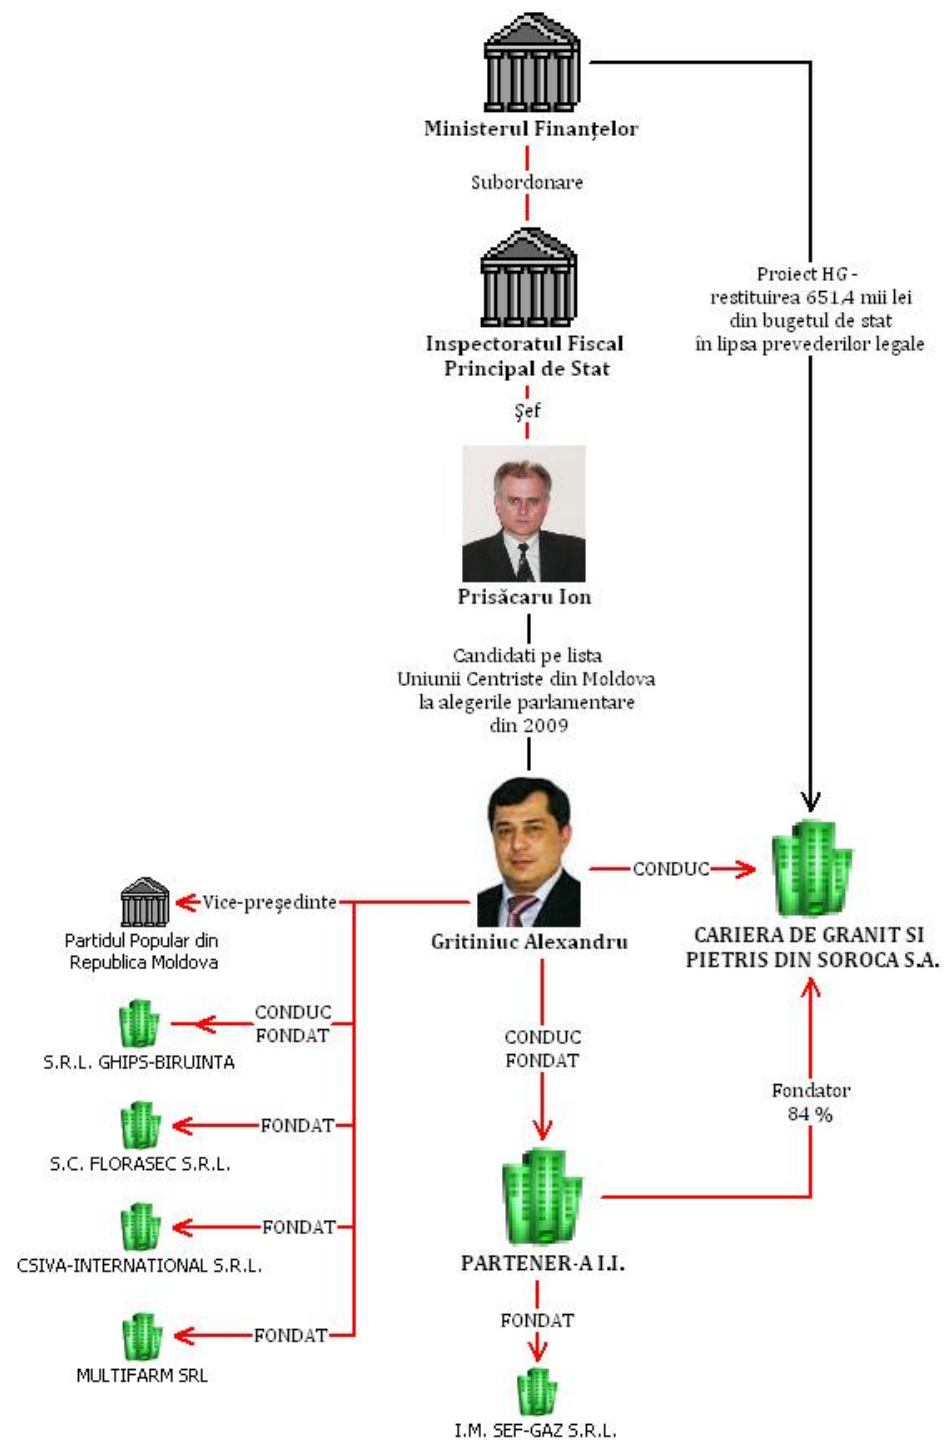 Ministerul Finanțelor
Subordonare
Proiect HG -
restituirea 651,4 mii lei
din bugetul de stat
în lipsa prevederilor legale
Inspectoratul Fiscal
Principal de Stat
Şef
Prisăcaru Ion
Candidati pe lista
Uniunii Centriste din Moldova
la alegerile parlamentare
din 2009
CONDUC
Vice-preşedinte
Partidul Popular din
Republica Moldova
Gritiniuc Alexandru
CARIERA DE GRANIT SI
PIETRIS DIN SOROCA S.A.
CONDUC
FONDAT
S.R.L. GHIPS-BIRUINTA
CONDUC
FONDAT
Fondator
84 %
FONDAT
S.C. FLORASEC S.R.L.
FONDAT
CSIVA-INTERNATIONAL S.R.L.
PARTENER-A I.I.
FONDAT
MULTIFARM SRL
FONDAT
I.M. SEF-GAZ S.R.L.